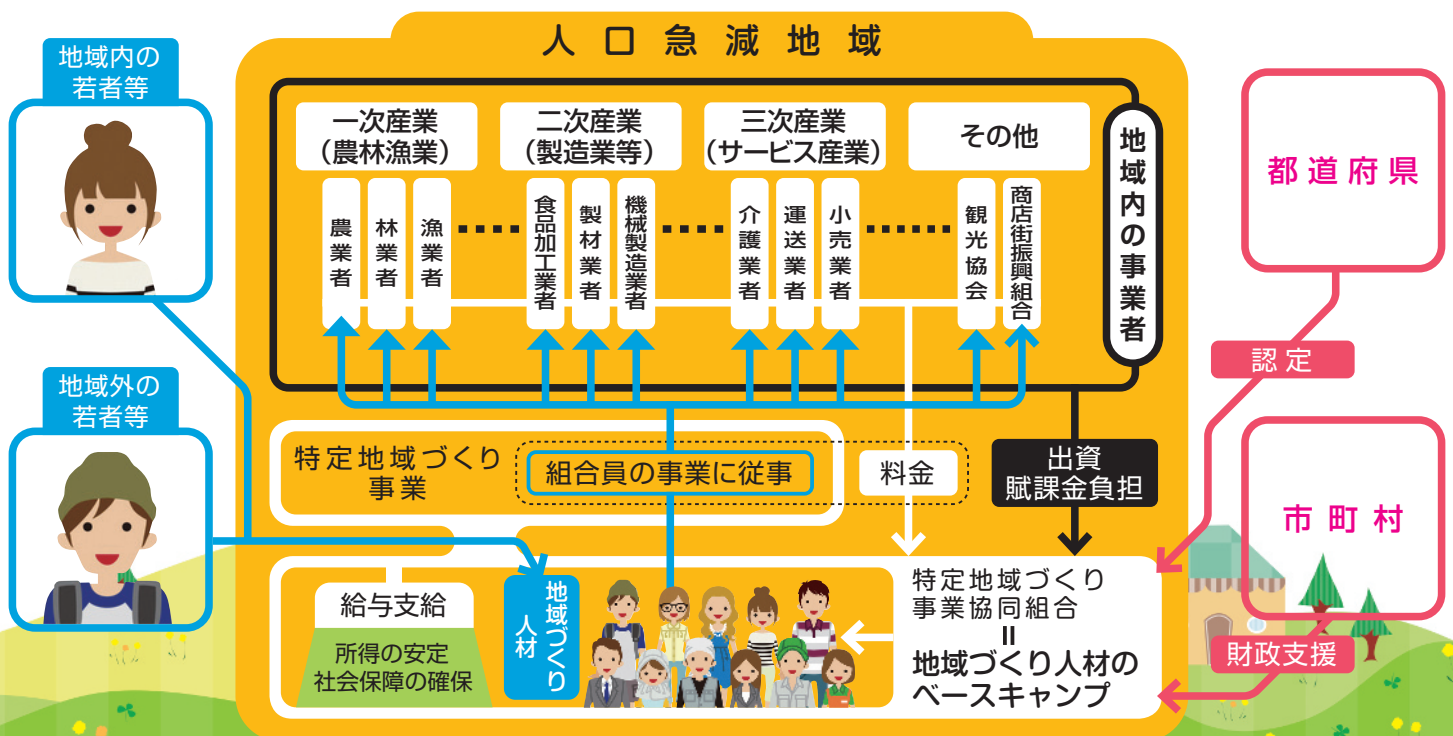 人口急減地域
地域内の
若者等
地域外の
若者等
一次産業
（農林漁業）
二次産業
（製造業等）
三次産業
（サービス産業）
その他
農業者
林業者
漁業者
食品加工業者
製材業者
機械製造業者
介護業者
運送業者
小売業者
観光協会
商店街振興組合
地域内の事業者
都道府県
認定
市町村
財政支援
特定地域づくり
事業
組合員の事業に従事
料金
出資
賦課金負担
給与支給
所得の安定
社会保障の確保
地域づくり
人材
特定地域づくり
事業協同組合
＝
地域づくり人材の
ベースキャンプ